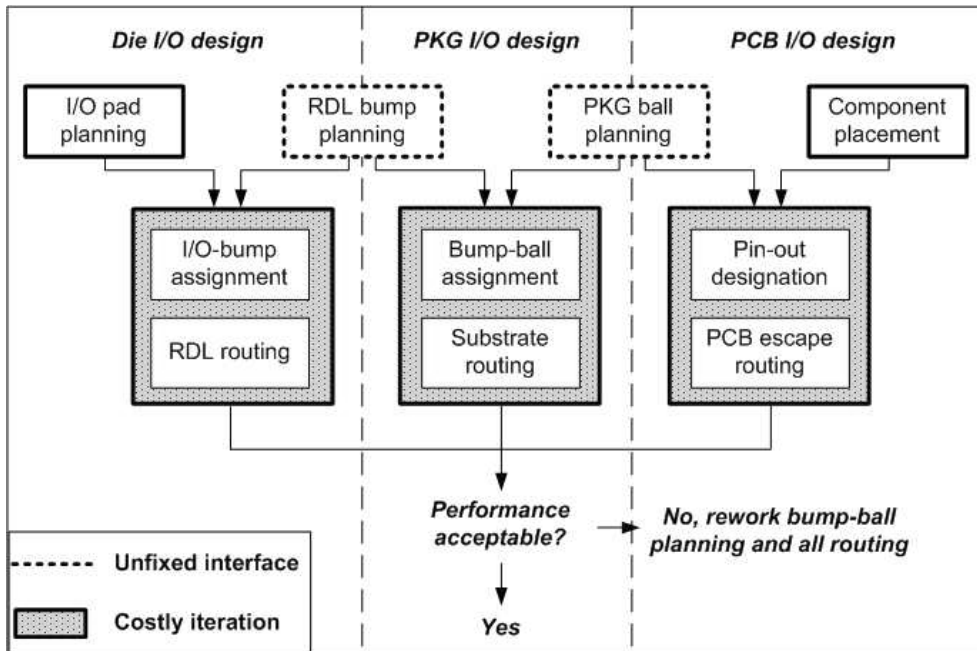 Die I/O design
PKG I/O design
PCB I/O design
I/O pad
planning
RDL bump
planning
PKG ball
planning
Component
placement
I/O-bump
assignment
RDL routing
Bump-ball
assignment
Substrate
routing
Pin-out
designation
PCB escape
routing
Performance
acceptable?
No, rework bump-ball
planning and all routing
Yes
Unfixed interface
Costly iteration